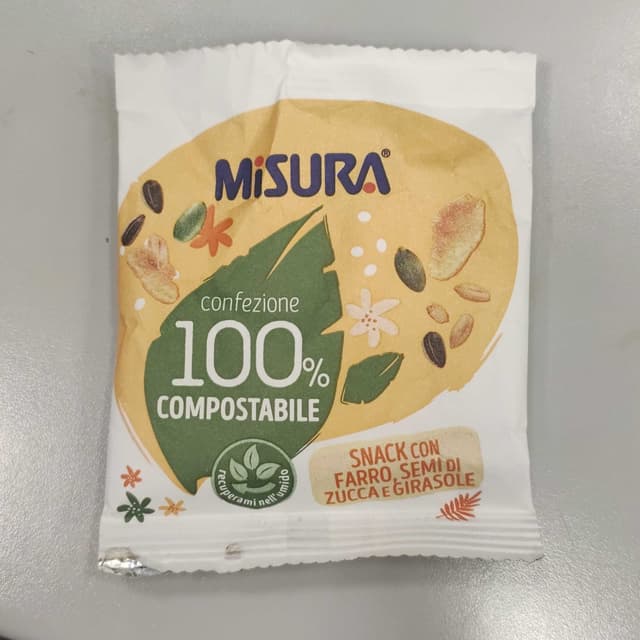 MiSURA®
confezione
100%
COMPOSTABILE
recuperami nell'umido
SNACK CON
FARRO, SEMI DI
ZUCCA E GIRASOLE